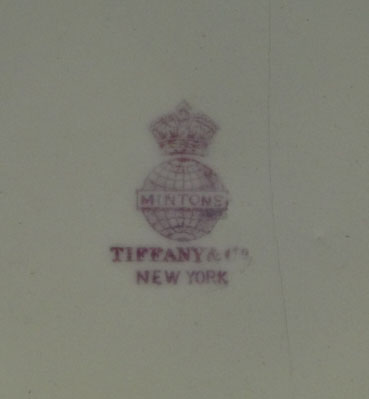 MINTONS
TIFFANY & Co
NEW YORK